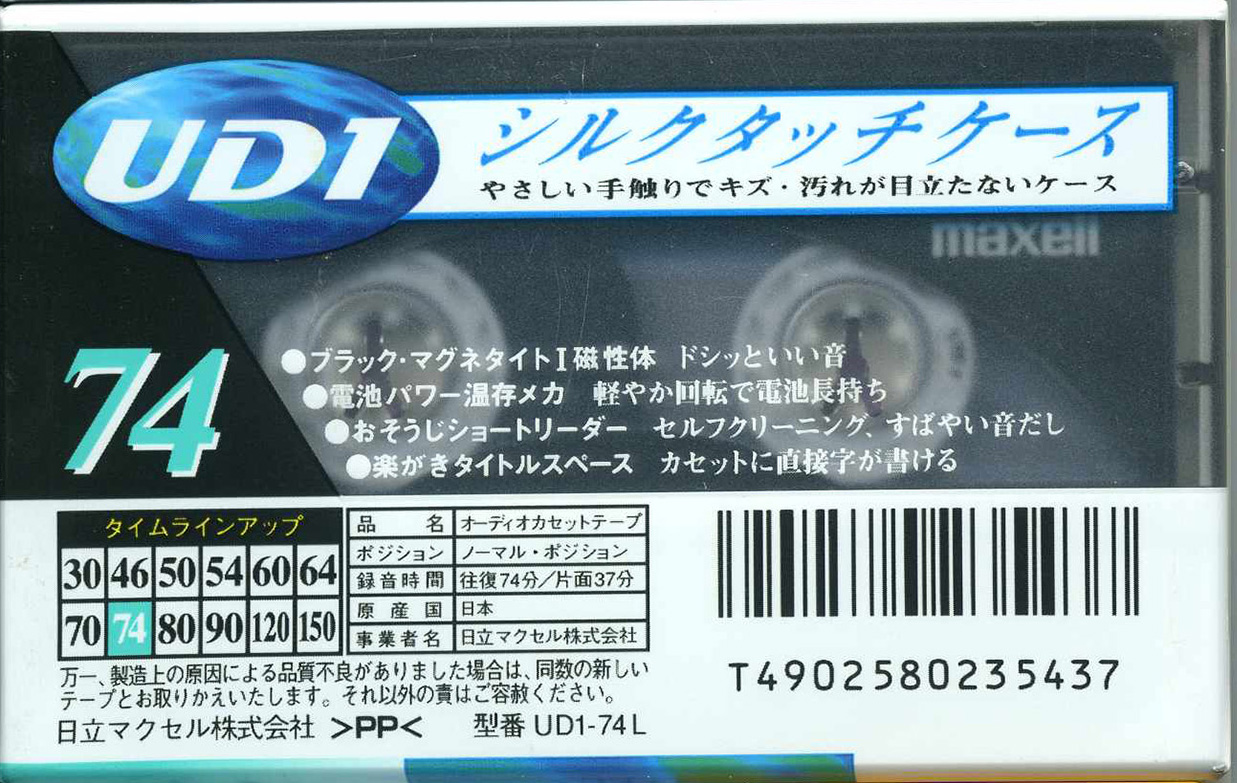 UD1
シルクタッチケース
やさしい手触りでキズ・汚れが目立たないケース
maxell
74
●ブラック・マグネタイトI磁性体 ドシッといい音
●電池パワー温存メカ 軽やか回転で電池長持ち
●おそうじショートリーダー セルフクリーニング、すばやい音だし
●楽がきタイトルスペース カセットに直接字が書ける
タイムラインアップ
30 46 50 54 60 64
70 74 80 90 120 150
品名 オーディオカセットテープ
ポジション ノーマル・ポジション
録音時間 往復74分/片面37分
原産国 日本
事業者名 日立マクセル株式会社
万一、製造上の原因による品質不良がありました場合は、同数の新しい
テープとお取りかえいたします。それ以外の責はご容赦ください。
日立マクセル株式会社 >PP< 型番 UD1-74L
T4902580235437